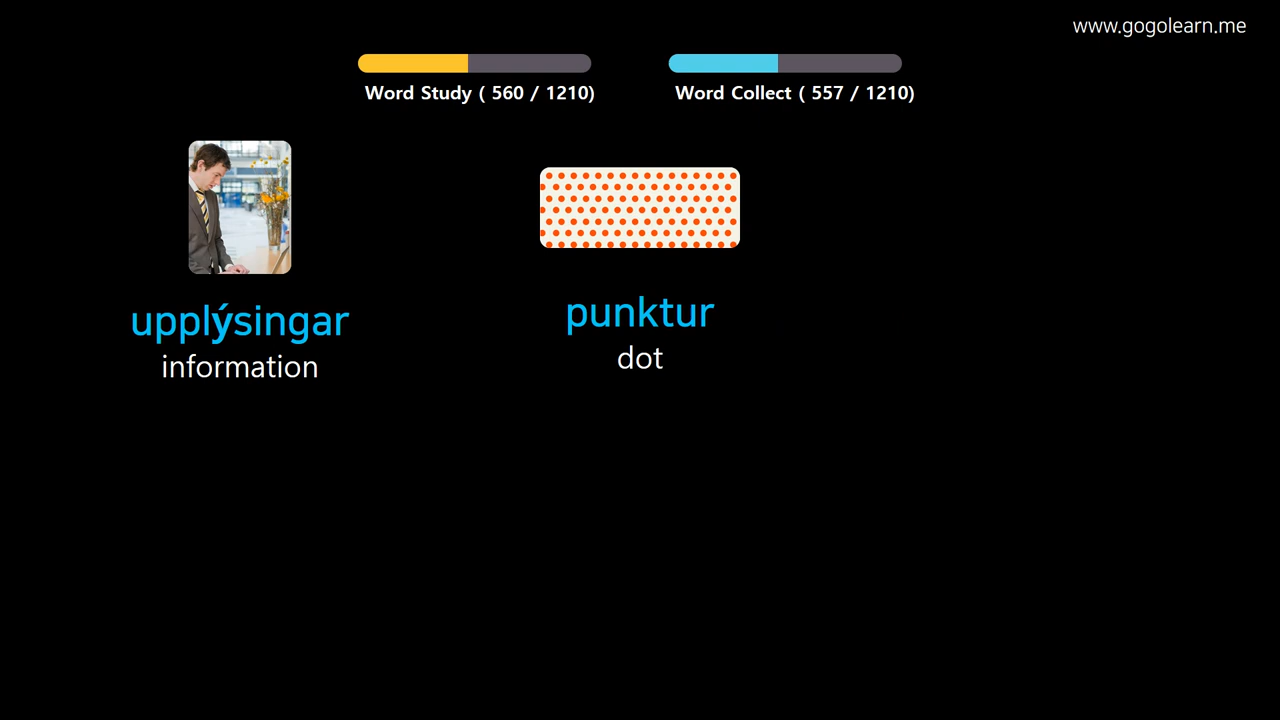 www.gogolearn.me
Word Study ( 560 / 1210)
Word Collect ( 557 / 1210)
upplýsingar
information
punktur
dot